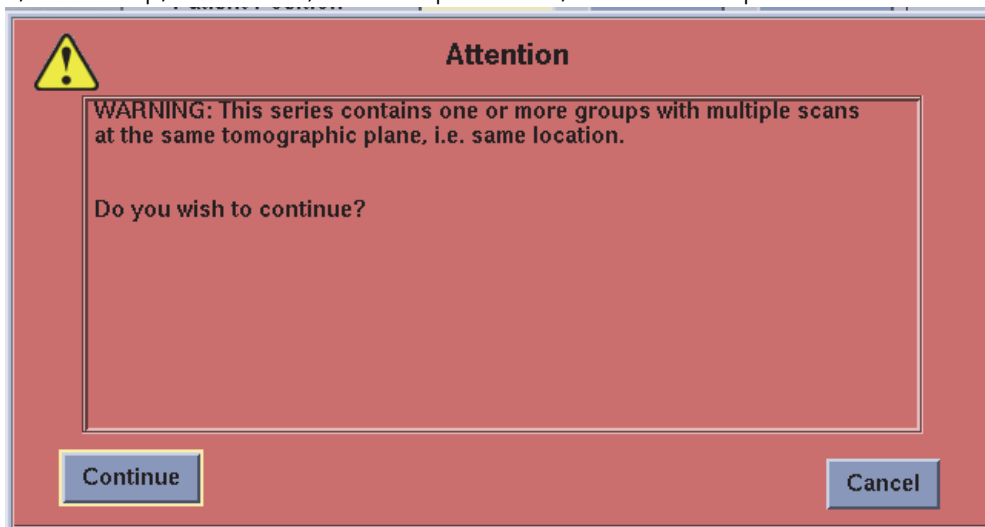 Attention
WARNING: This series contains one or more groups with multiple scans
at the same tomographic plane, i.e. same location.
Do you wish to continue?
Continue
Cancel